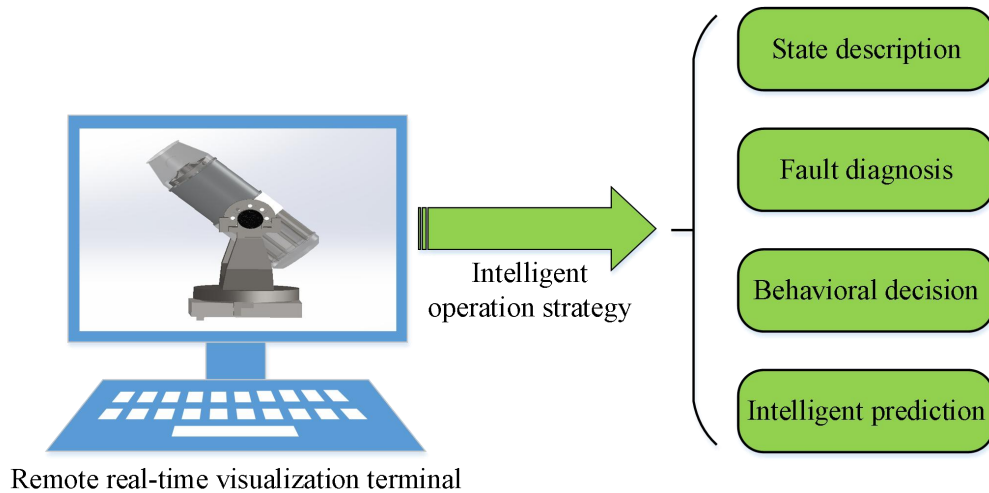 State description
Fault diagnosis
Intelligent
operation strategy
Behavioral decision
Intelligent prediction
Remote real-time visualization terminal